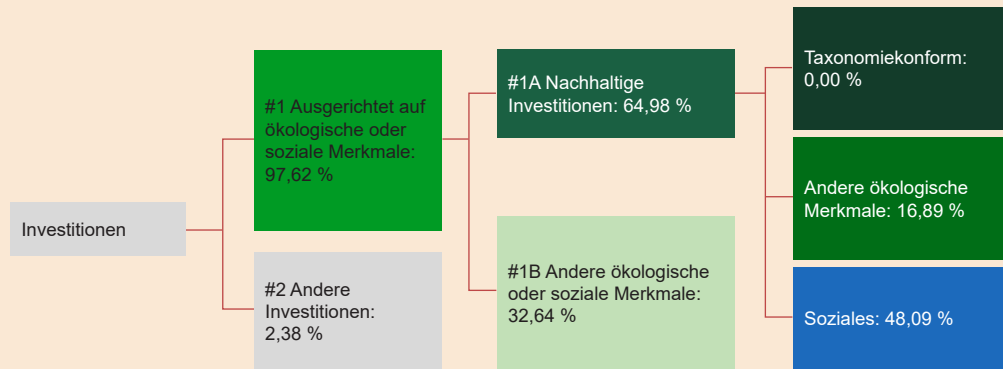 Investitionen
#1 Ausgerichtet auf
ökologische oder
soziale Merkmale:
97,62 %
#2 Andere
Investitionen:
2,38 %
#1A Nachhaltige
Investitionen: 64,98 %
#1B Andere ökologische
oder soziale Merkmale:
32,64 %
Taxonomiekonform:
0,00 %
Andere ökologische
Merkmale: 16,89 %
Soziales: 48,09 %